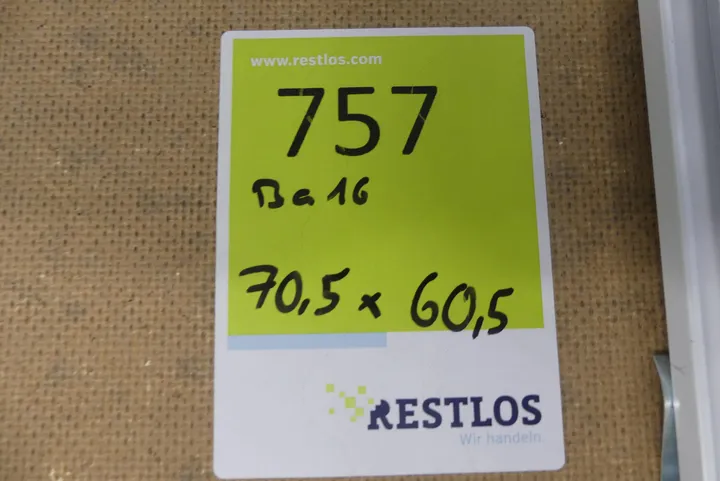 www.restlos.com
757
Ba 16
70,5 x 60,5
RESTLOS
Wir handeln